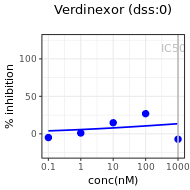 Verdinexor (dss:0)
IC50
% inhibition
100
50
0
0.1 1 10 100 1000
conc(nM)